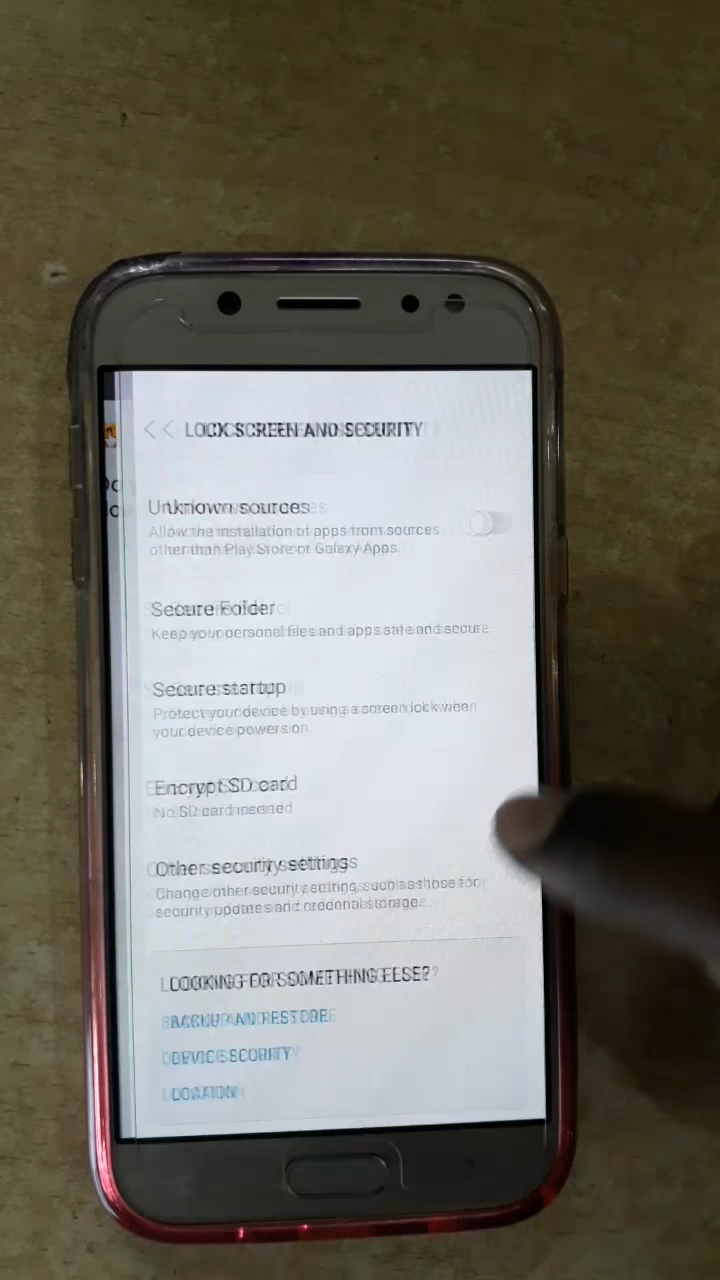 LOCK SCREEN AND SECURITY
Unknown sources
Allow the installation of apps from sources
other than Play Store or Galaxy Apps.
Secure Folder
Keep your personal files and apps safe and secure.
Secure startup
Protect your device by using a screen lock when
your device powers on.
Encrypt SD card
No SD card inserted
Other security settings
Change other security settings, such as those for
security updates and credential storage.
LOOKING FOR SOMETHING ELSE?
BACKUP AND RESTORE
DEVICE SECURITY
LOCATION